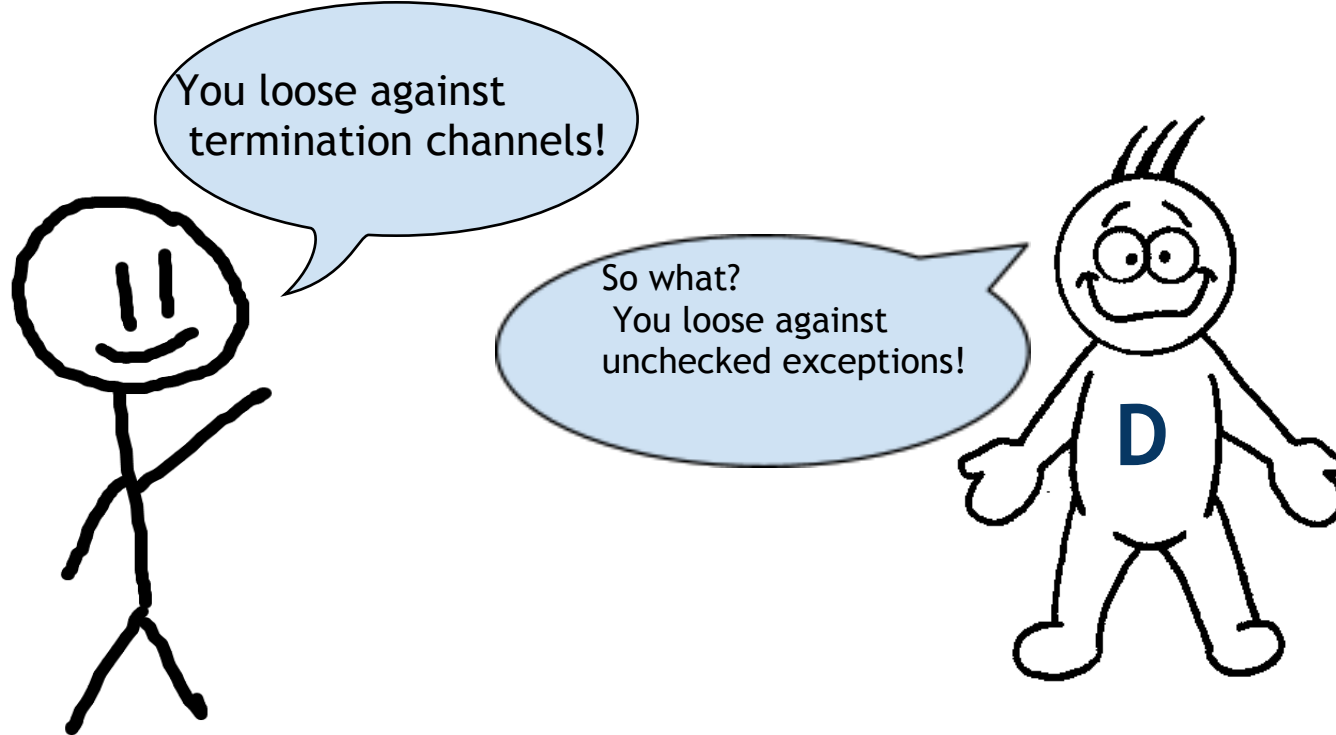 You loose against
termination channels!
So what?
You loose against
unchecked exceptions!
D